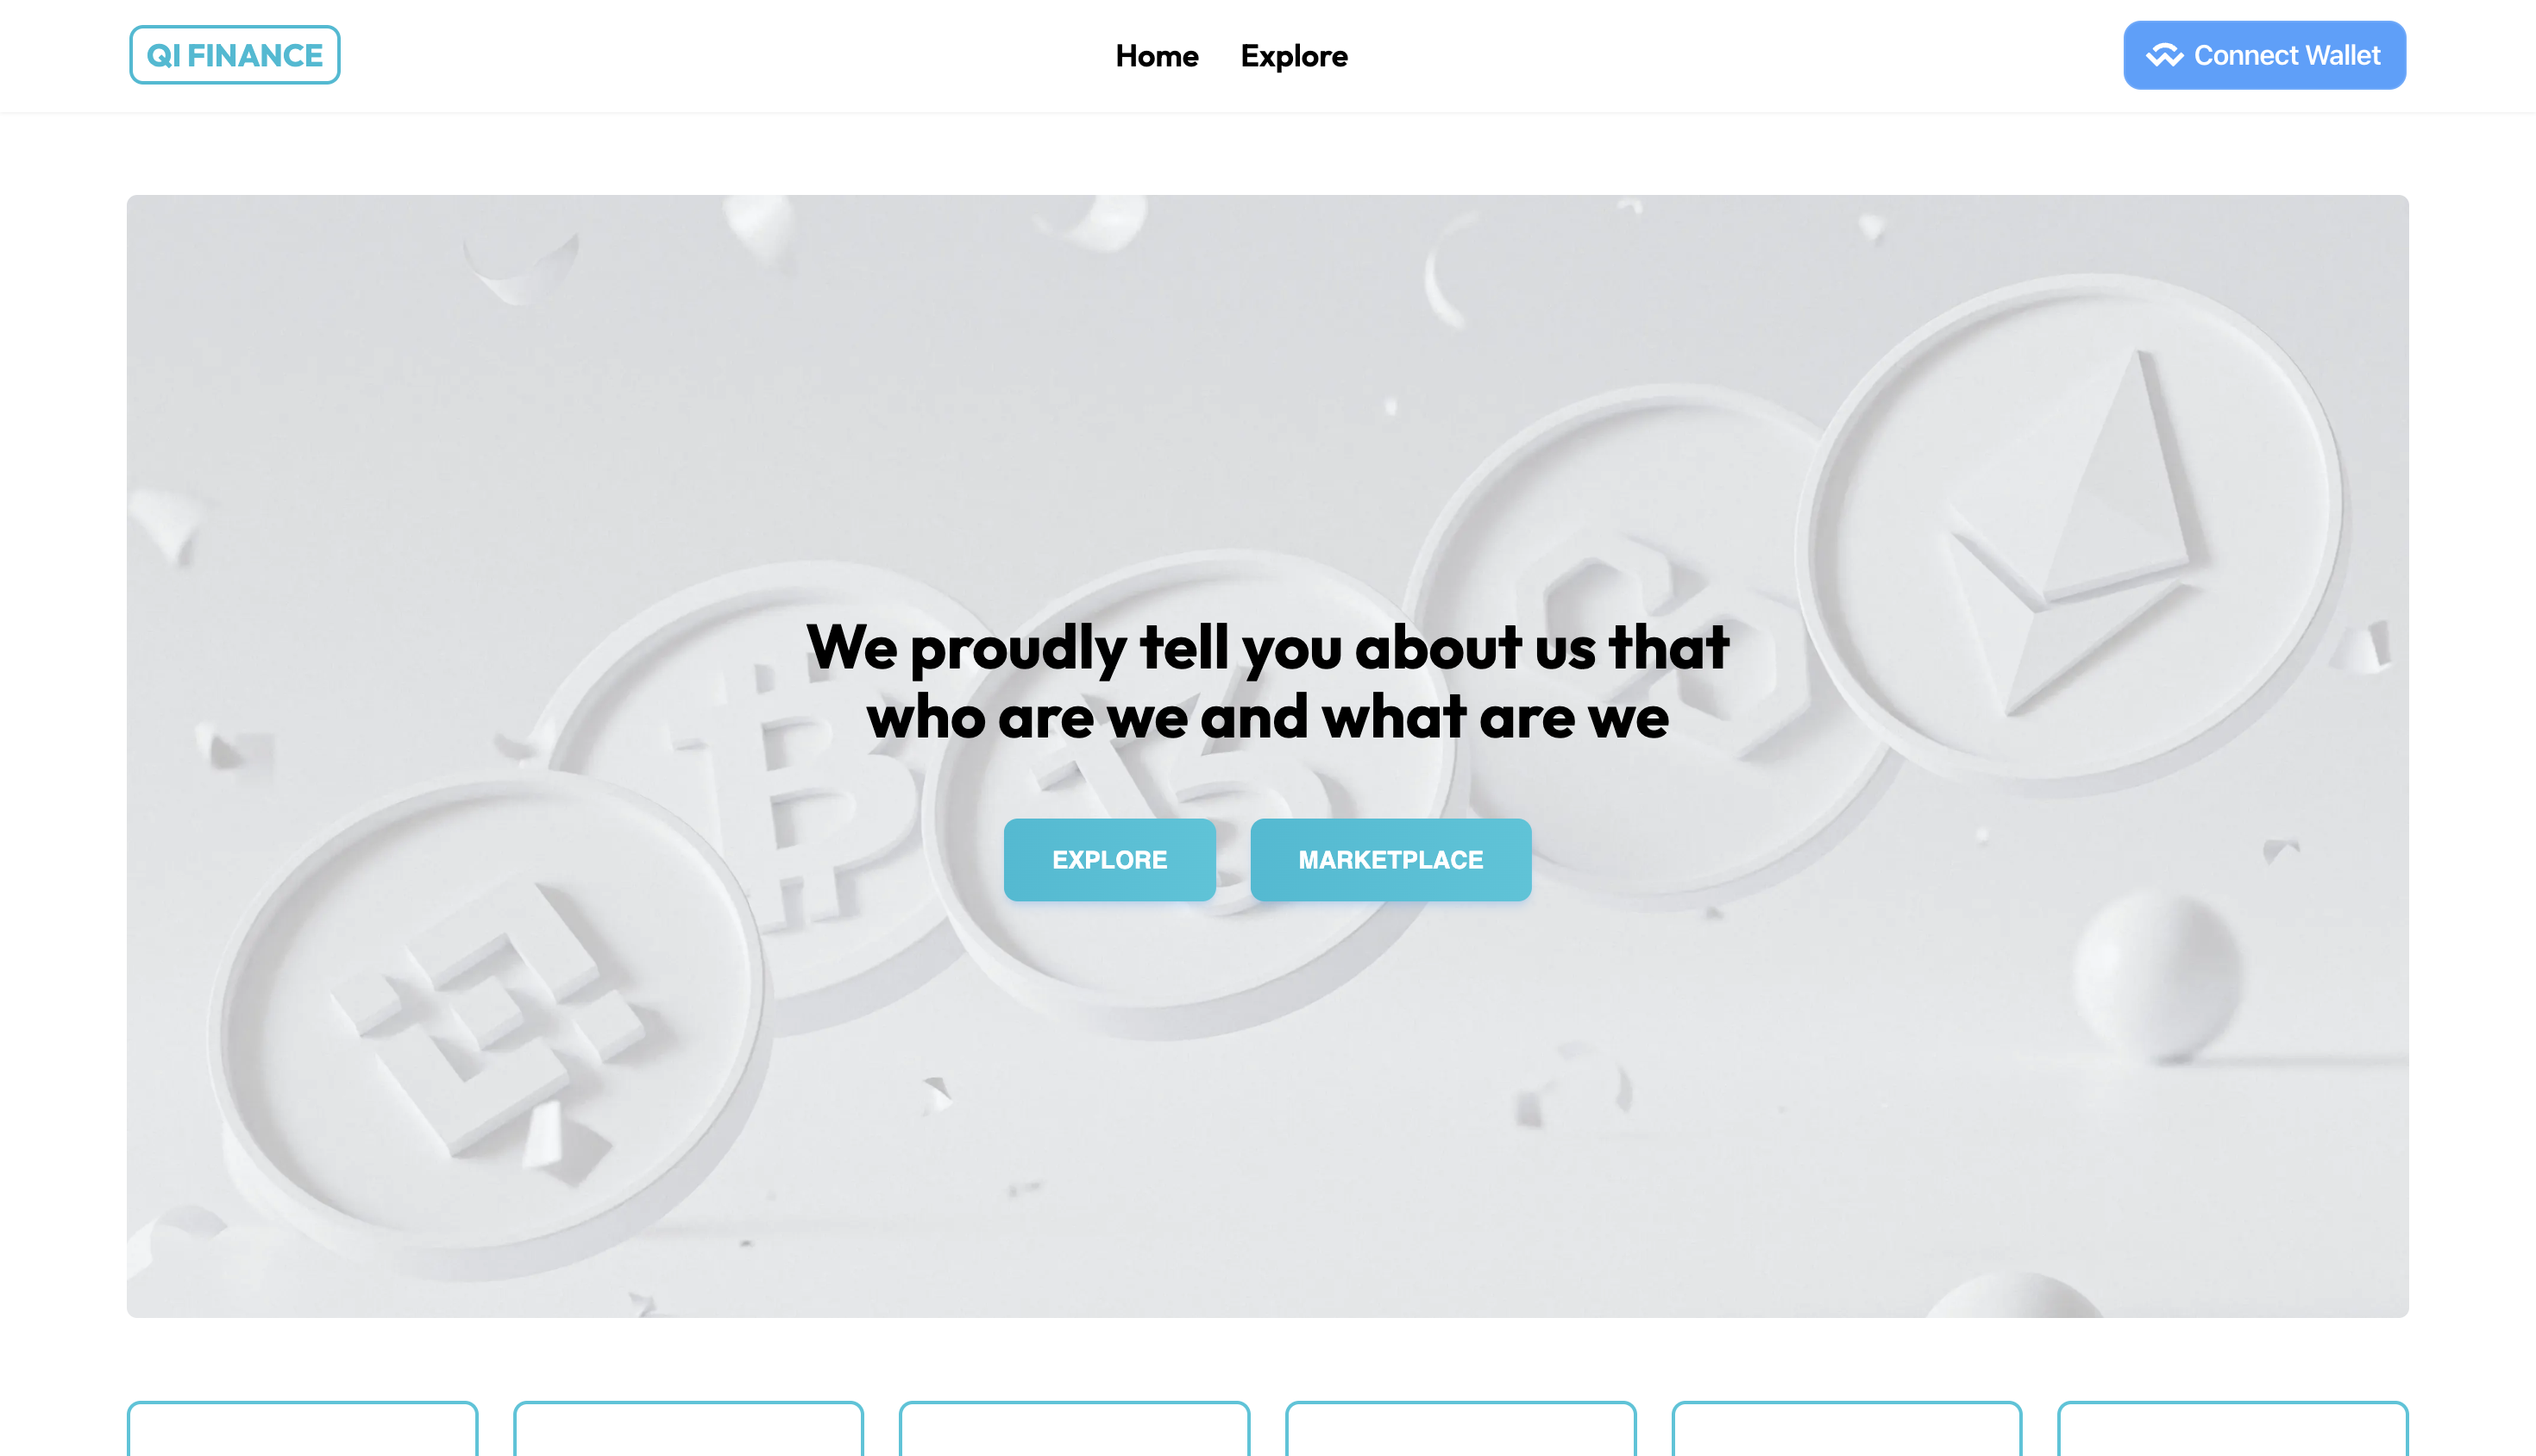 QI FINANCE
Home
Explore
Connect Wallet
We proudly tell you about us that
who are we and what are we
EXPLORE
MARKETPLACE